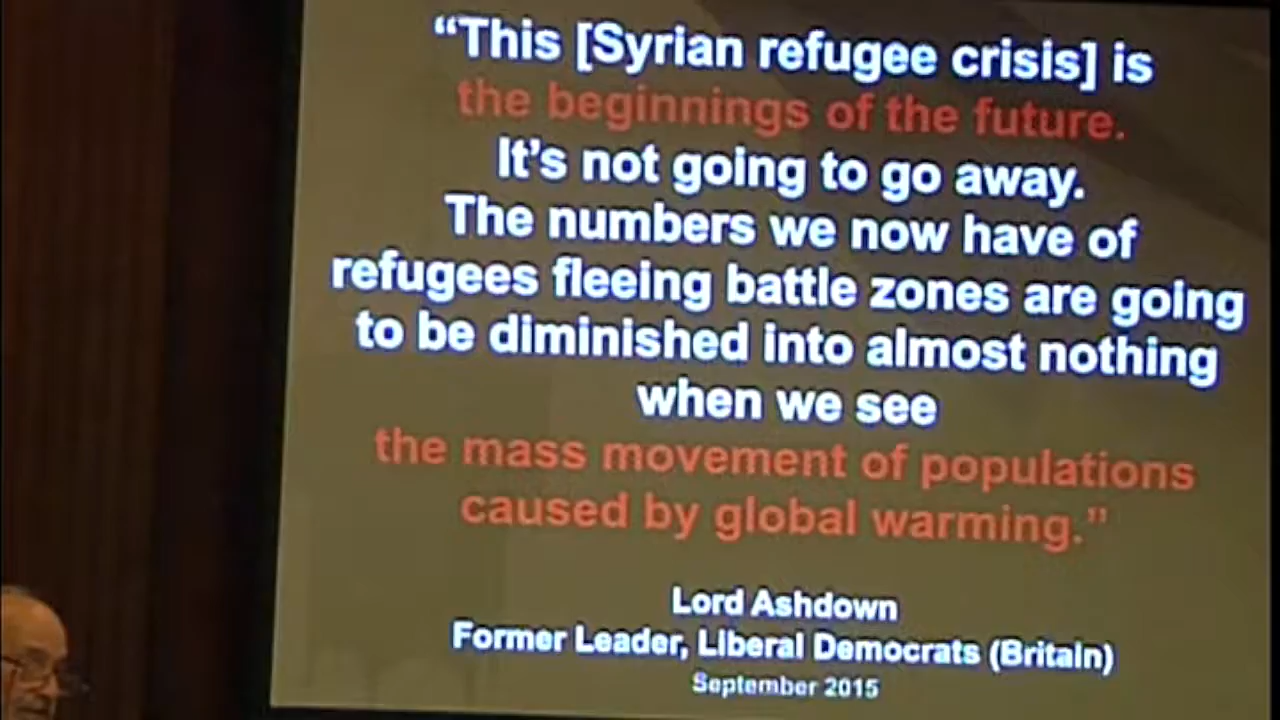 “This [Syrian refugee crisis] is
the beginnings of the future.
It’s not going to go away.
The numbers we now have of
refugees fleeing battle zones are going
to be diminished into almost nothing
when we see
the mass movement of populations
caused by global warming.”
Lord Ashdown
Former Leader, Liberal Democrats (Britain)
September 2015